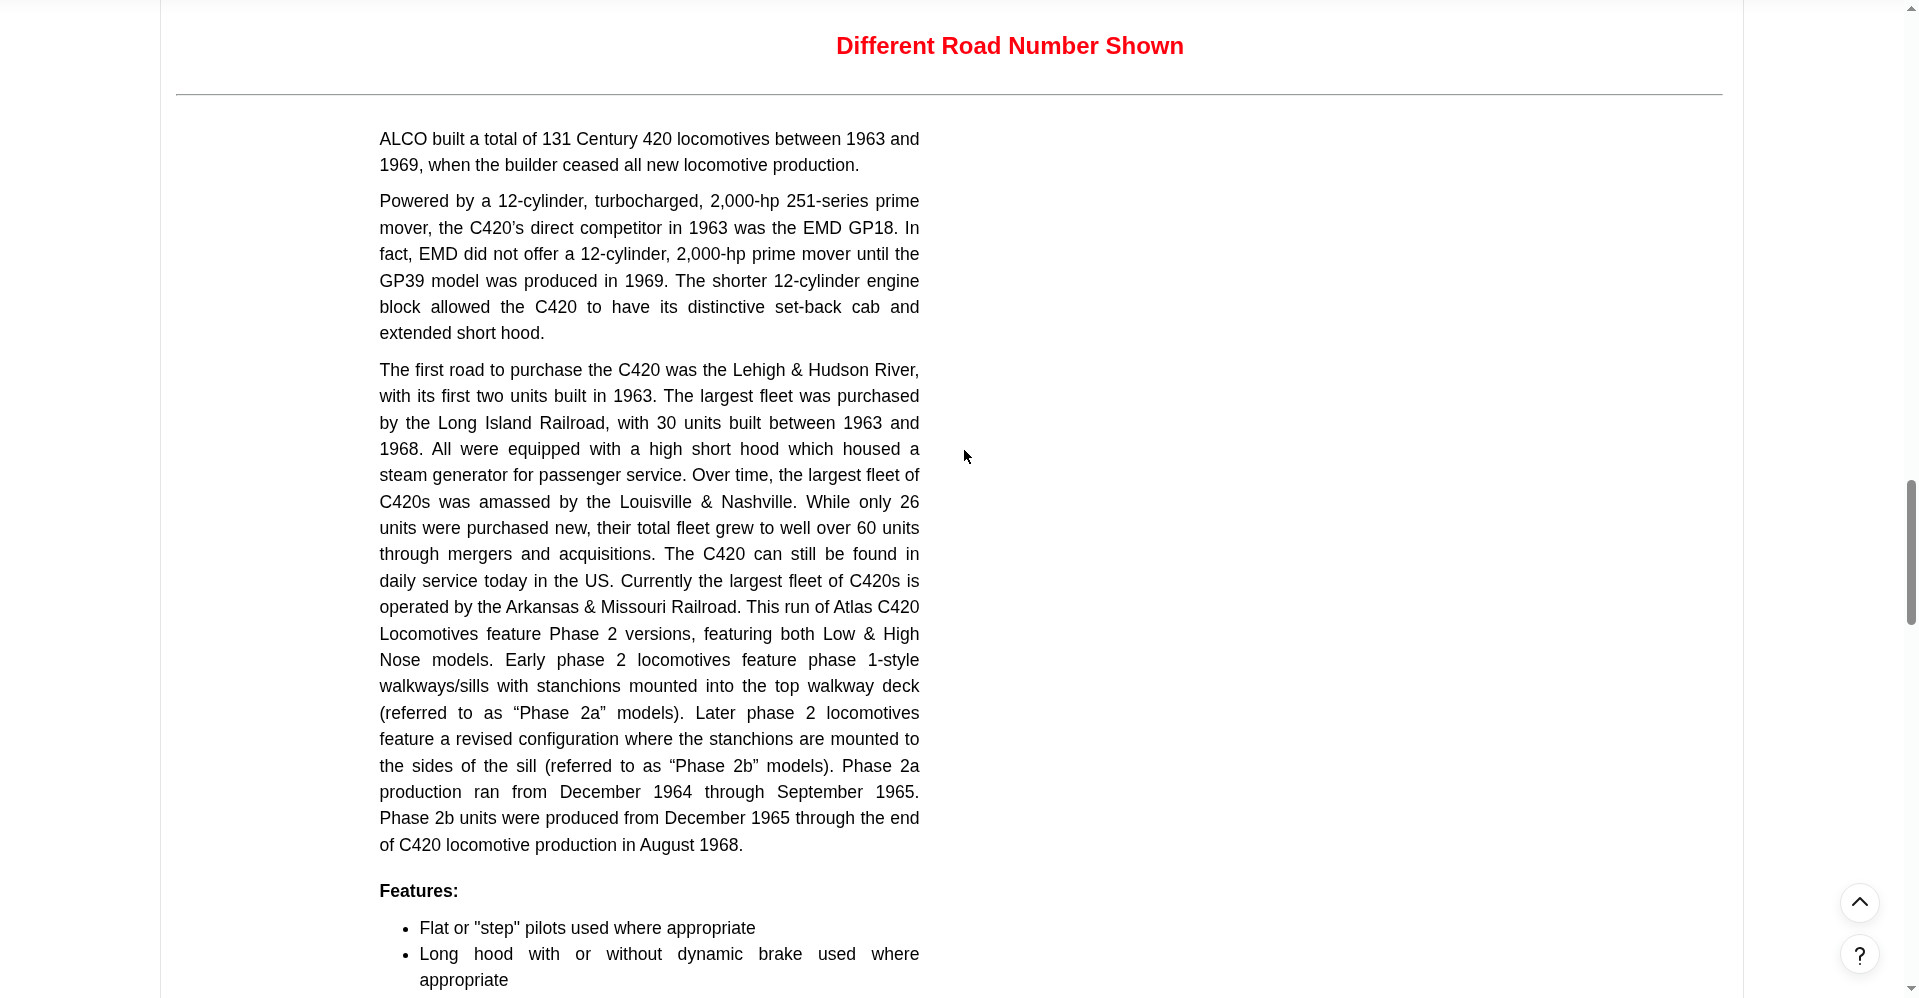 Different Road Number Shown
ALCO built a total of 131 Century 420 locomotives between 1963 and
1969, when the builder ceased all new locomotive production.
Powered by a 12-cylinder, turbocharged, 2,000-hp 251-series prime
mover, the C420’s direct competitor in 1963 was the EMD GP18. In
fact, EMD did not offer a 12-cylinder, 2,000-hp prime mover until the
GP39 model was produced in 1969. The shorter 12-cylinder engine
block allowed the C420 to have its distinctive set-back cab and
extended short hood.
The first road to purchase the C420 was the Lehigh & Hudson River,
with its first two units built in 1963. The largest fleet was purchased
by the Long Island Railroad, with 30 units built between 1963 and
1968. All were equipped with a high short hood which housed a
steam generator for passenger service. Over time, the largest fleet of
C420s was amassed by the Louisville & Nashville. While only 26
units were purchased new, their total fleet grew to well over 60 units
through mergers and acquisitions. The C420 can still be found in
daily service today in the US. Currently the largest fleet of C420s is
operated by the Arkansas & Missouri Railroad. This run of Atlas C420
Locomotives feature Phase 2 versions, featuring both Low & High
Nose models. Early phase 2 locomotives feature phase 1-style
walkways/sills with stanchions mounted into the top walkway deck
(referred to as “Phase 2a” models). Later phase 2 locomotives
feature a revised configuration where the stanchions are mounted to
the sides of the sill (referred to as “Phase 2b” models). Phase 2a
production ran from December 1964 through September 1965.
Phase 2b units were produced from December 1965 through the end
of C420 locomotive production in August 1968.
Features:
• Flat or "step" pilots used where appropriate
• Long hood with or without dynamic brake used where
appropriate
?